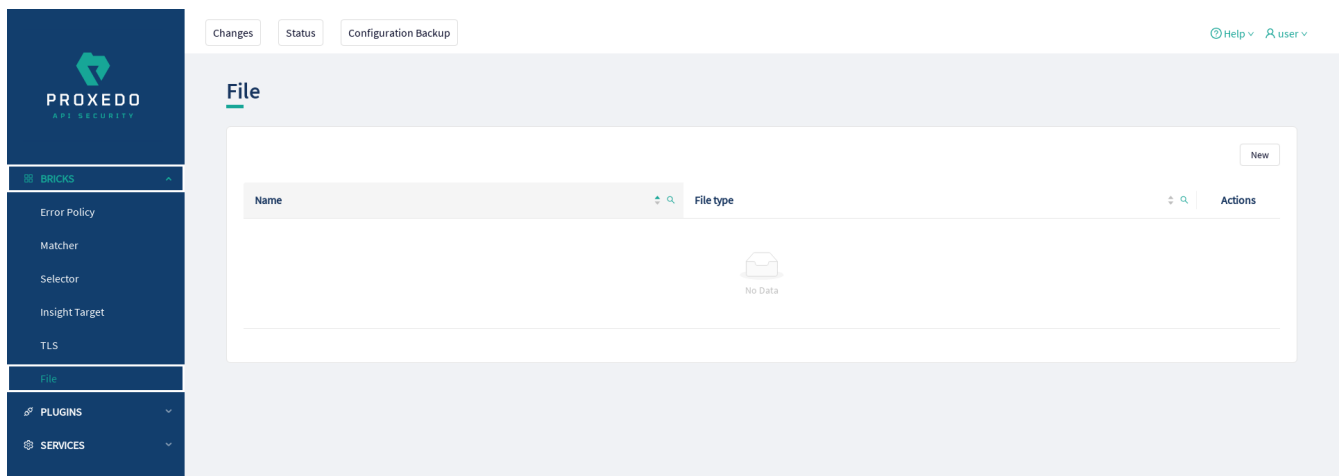 Changes Status Configuration Backup Help user
PROXEDO
API SECURITY
File
New
BRICKS
Error Policy
Matcher
Selector
Insight Target
TLS
File
PLUGINS
SERVICES
Name File type Actions
No Data